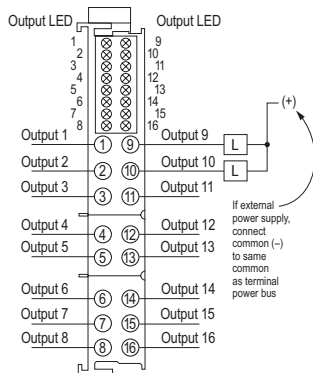 Output LED Output LED
1 9
2 10
3 11
4 12
5 13
6 14
7 15
8 16
(+)
Output 1 1 9 Output 9 L
Output 2 2 10 Output 10 L
Output 3 3 11 Output 11
Output 4 4 12 Output 12
Output 5 5 13 Output 13
Output 6 6 14 Output 14
Output 7 7 15 Output 15
Output 8 8 16 Output 16
If external
power supply,
connect
common (–)
to same
common
as terminal
power bus